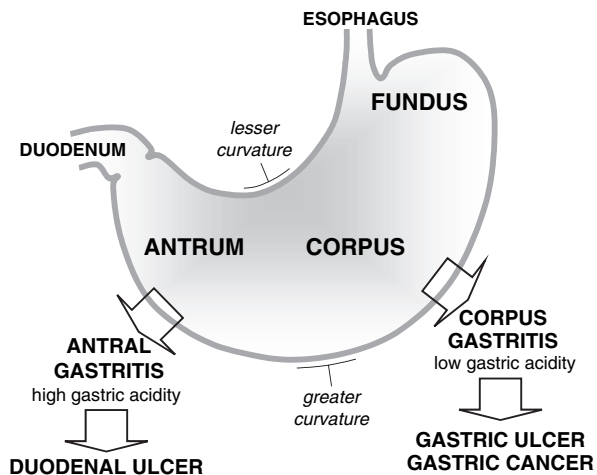 ESOPHAGUS
FUNDUS
lesser
curvature
DUODENUM
ANTRUM
CORPUS
ANTRAL
GASTRITIS
high gastric acidity
DUODENAL ULCER
greater
curvature
CORPUS
GASTRITIS
low gastric acidity
GASTRIC ULCER
GASTRIC CANCER